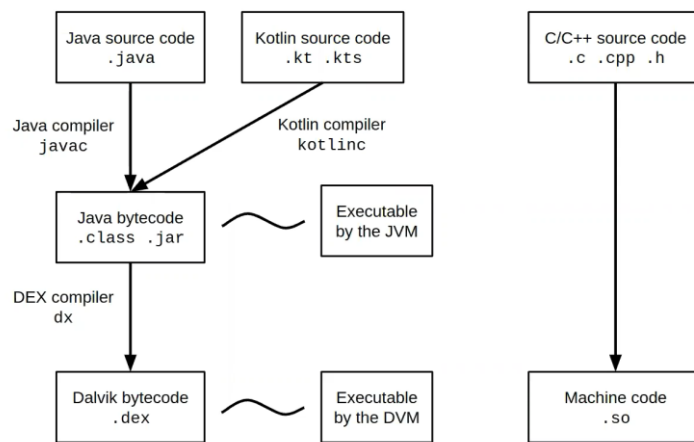 Java source code
.java
Kotlin source code
.kt .kts
C/C++ source code
.c .cpp .h
Java compiler
javac
Kotlin compiler
kotlinc
Java bytecode
.class .jar
Executable
by the JVM
DEX compiler
dx
Dalvik bytecode
.dex
Executable
by the DVM
Machine code
.so